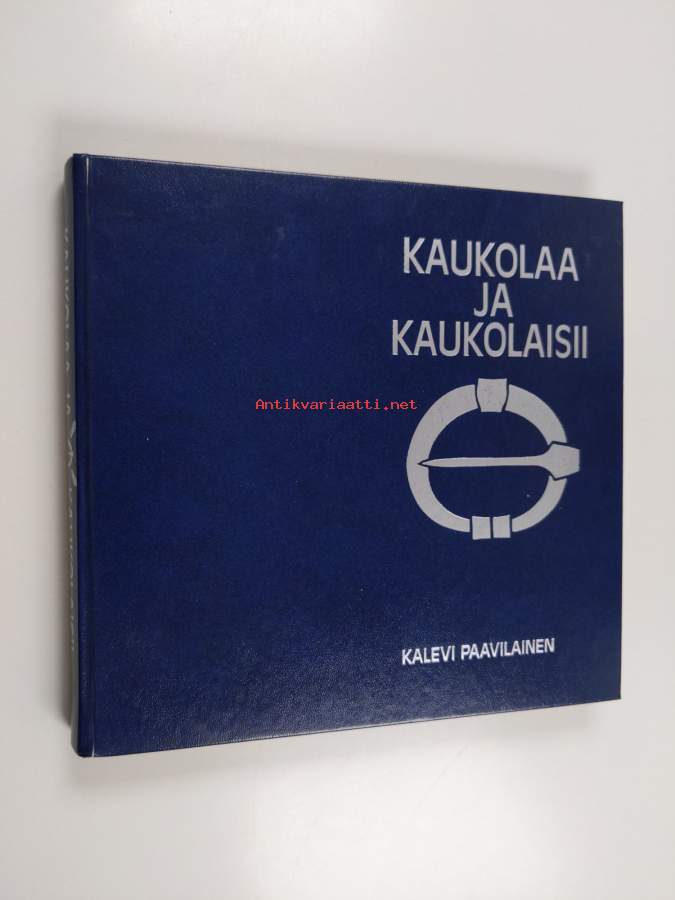 KAUKOLAA
JA
KAUKOLAISII
Antikvariaatti.net
KALEVI PAAVILAINEN